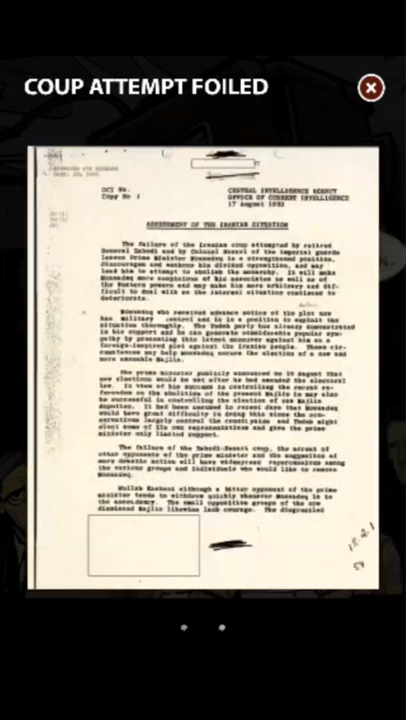 COUP ATTEMPT FOILED
OCI No.
Copy No
CENTRAL INTELLIGENCE AGENCY
OFFICE OF CURRENT INTELLIGENCE
17 August 1953
ASSESSMENT OF THE IRANIAN SITUATION
The failure of the Iranian coup attempted by retired
General Zahedi and by Colonel Nassri of the imperial guards
leaves Prime Minister Mossadeq in a strengthened position,
discourages and weakens his divided opposition, and may
lead him to attempt to abolish the monarchy. It will make
Mossadeq more suspicious of his associates as well as of
the Western powers and may make him more arbitrary and dif-
ficult to deal with as the internal situation continues to
deteriorate.
Mossadeq who received advance notice of the plot now
has military control and is in a position to exploit the
situation thoroughly. The Tudeh party has already demonstrated
in his support and he can generate considerable popular sym-
pathy by presenting this latest maneuver against him as a
foreign-inspired plot against the Iranian people. These cir-
cumstances may help Mossadeq secure the election of a new and
more amenable Majlis.
The prime minister publicly announced on 10 August that
new elections would be set after he had amended the electoral
law. In view of his success in controlling the recent re-
ferendum on the abolition of the present Majlis he may also
be successful in controlling the election of new Majlis
deputies. It had been assumed in recent days that Mossadeq
would have great difficulty in doing this since the con-
servatives largely control the countryside and Tudeh might
elect some of its own representatives and give the prime
minister only limited support.
The failure of the Zahedi-Nassri coup, the arrest of
other opponents of the prime minister and the suggestion of
more drastic action will have widespread repercussions among
the various groups and individuals who would like to remove
Mossadeq.
Mullah Kashani although a bitter opponent of the prime
minister tends to withdraw quickly whenever Mossadeq is in
the ascendancy. The small opposition groups of the now
dismissed Majlis likewise lack courage. The disgruntled
59